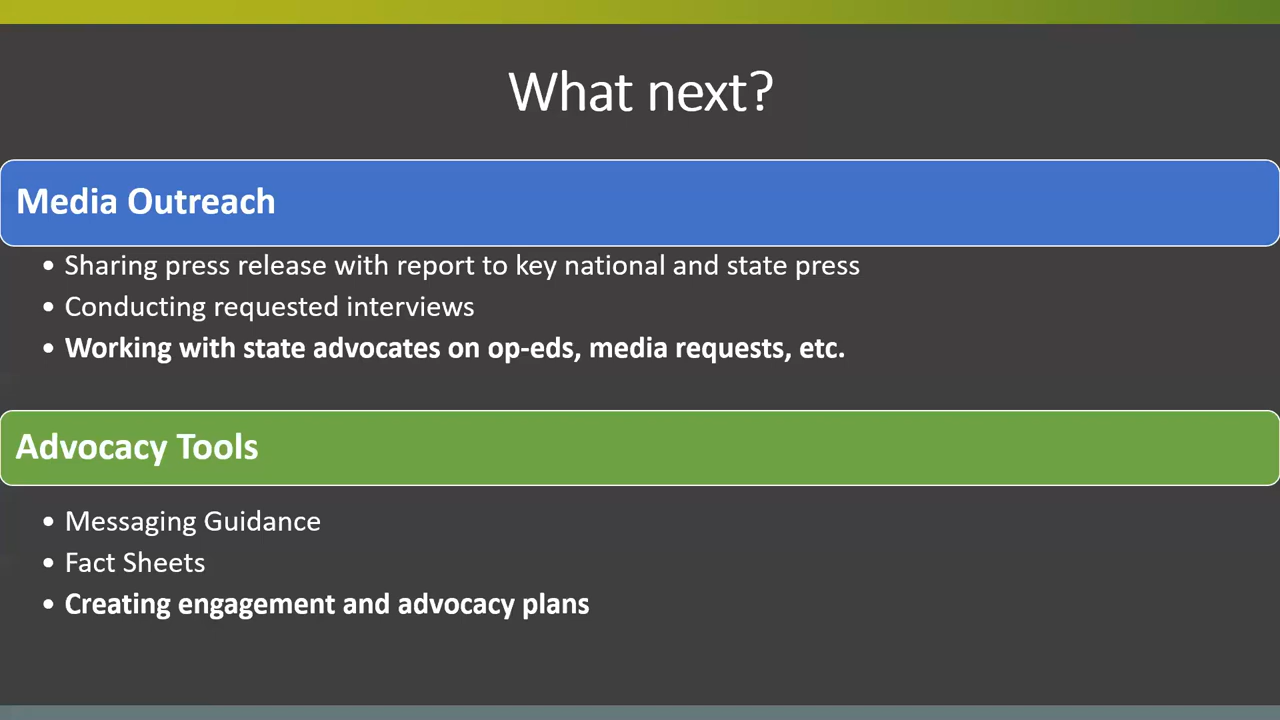 What next?
Media Outreach
• Sharing press release with report to key national and state press
• Conducting requested interviews
• Working with state advocates on op-eds, media requests, etc.
Advocacy Tools
• Messaging Guidance
• Fact Sheets
• Creating engagement and advocacy plans